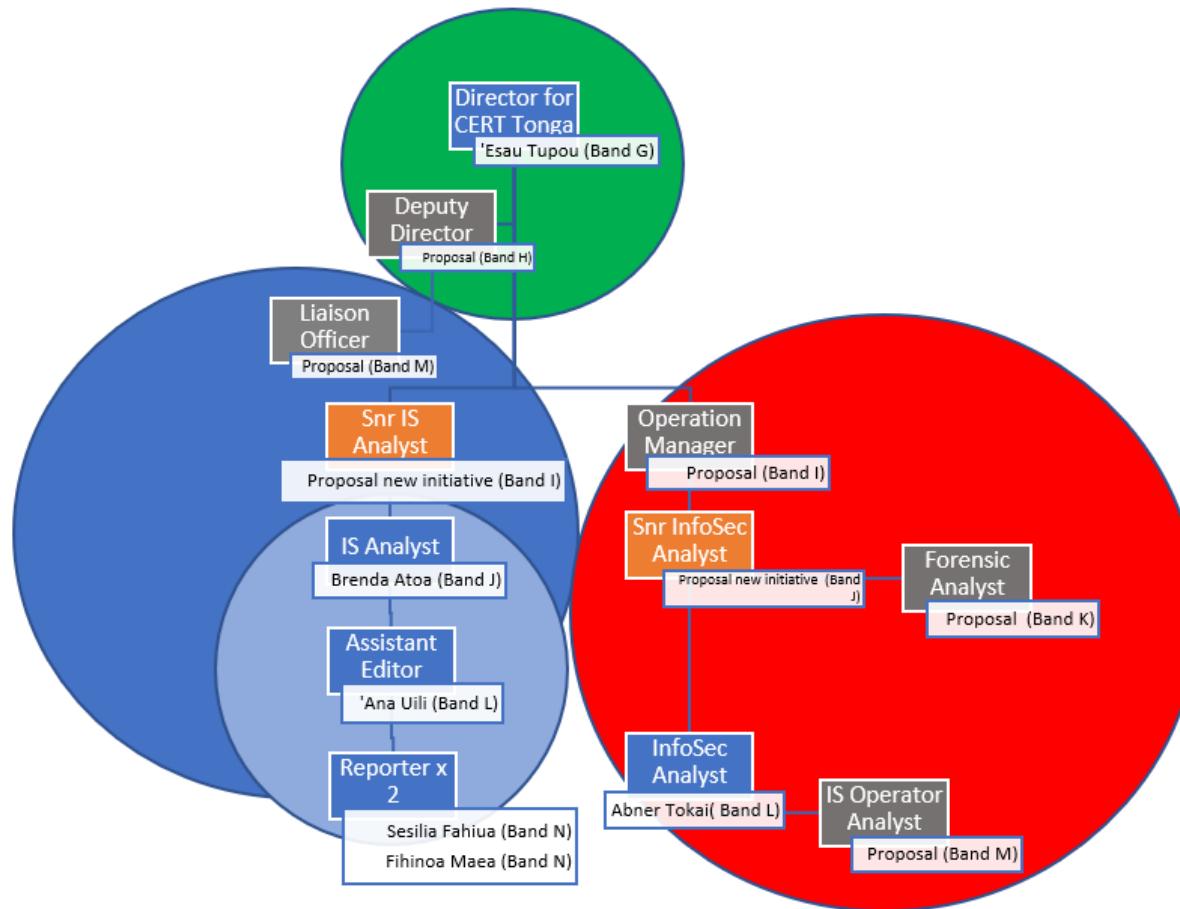 Director for
CERT Tonga
'Esau Tupou (Band G)
Deputy
Director
Proposal (Band H)
Liaison
Officer
Proposal (Band M)
Snr IS
Analyst
Proposal new initiative (Band I)
IS Analyst
Brenda Atoa (Band J)
Assistant
Editor
'Ana Uili (Band L)
Reporter x
2
Sesilia Fahiua (Band N)
Fihinoa Maea (Band N)
Operation
Manager
Proposal (Band I)
Snr InfoSec
Analyst
Proposal new initiative (Band
J)
Forensic
Analyst
Proposal (Band K)
InfoSec
Analyst
Abner Tokai( Band L)
IS Operator
Analyst
Proposal (Band M)